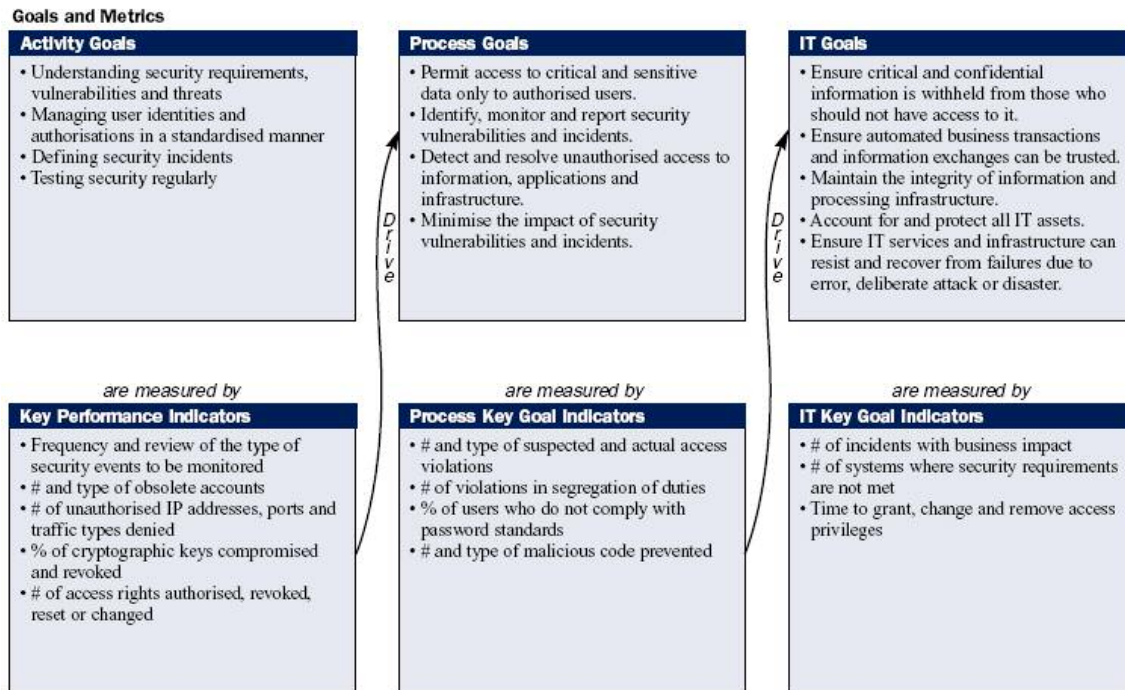 Goals and Metrics
Activity Goals
• Understanding security requirements,
vulnerabilities and threats
• Managing user identities and
authorisations in a standardised manner
• Defining security incidents
• Testing security regularly
Drive
Process Goals
• Permit access to critical and sensitive
data only to authorised users.
• Identify, monitor and report security
vulnerabilities and incidents.
• Detect and resolve unauthorised access to
information, applications and
infrastructure.
• Minimise the impact of security
vulnerabilities and incidents.
Drive
IT Goals
• Ensure critical and confidential
information is withheld from those who
should not have access to it.
• Ensure automated business transactions
and information exchanges can be trusted.
• Maintain the integrity of information and
processing infrastructure.
• Account for and protect all IT assets.
• Ensure IT services and infrastructure can
resist and recover from failures due to
error, deliberate attack or disaster.
are measured by
Key Performance Indicators
• Frequency and review of the type of
security events to be monitored
• # and type of obsolete accounts
• # of unauthorised IP addresses, ports and
traffic types denied
• % of cryptographic keys compromised
and revoked
• # of access rights authorised, revoked,
reset or changed
are measured by
Process Key Goal Indicators
• # and type of suspected and actual access
violations
• # of violations in segregation of duties
• % of users who do not comply with
password standards
• # and type of malicious code prevented
are measured by
IT Key Goal Indicators
• # of incidents with business impact
• # of systems where security requirements
are not met
• Time to grant, change and remove access
privileges